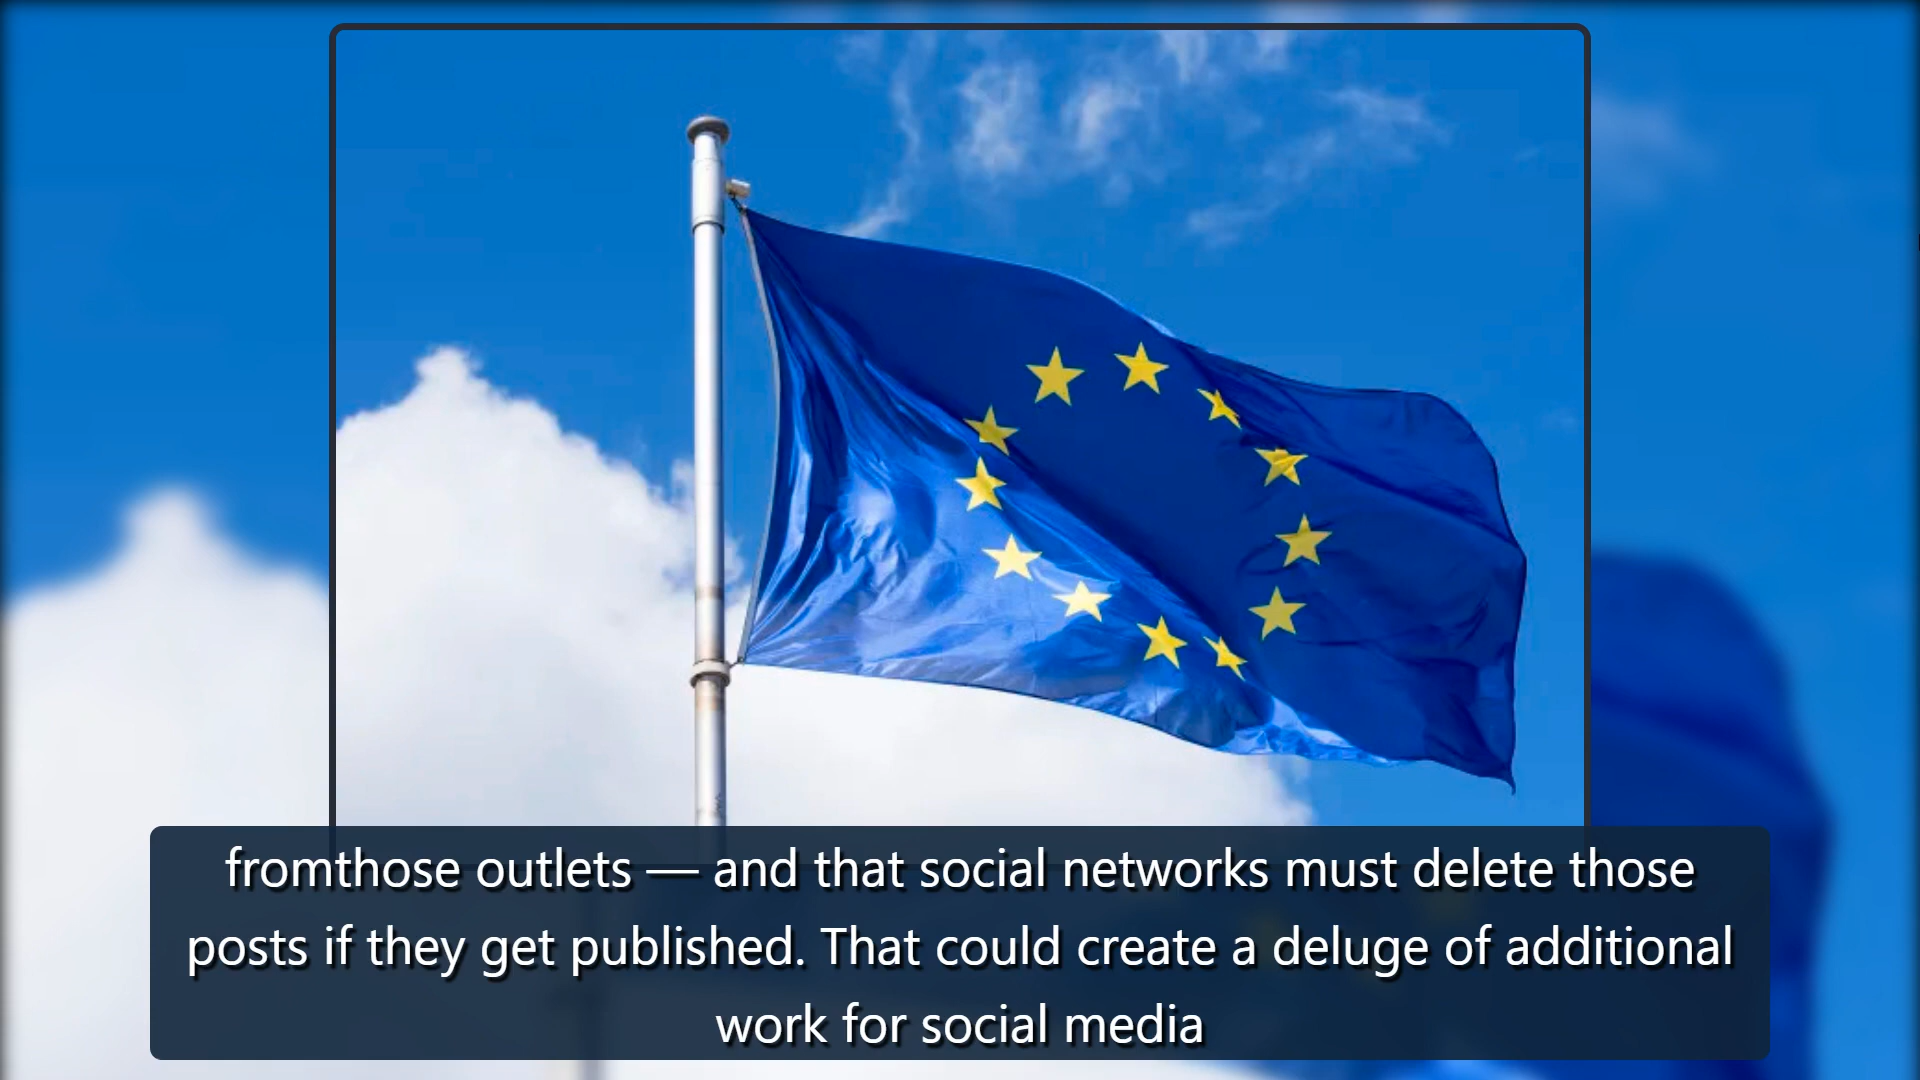 fromthose outlets — and that social networks must delete those
posts if they get published. That could create a deluge of additional
work for social media